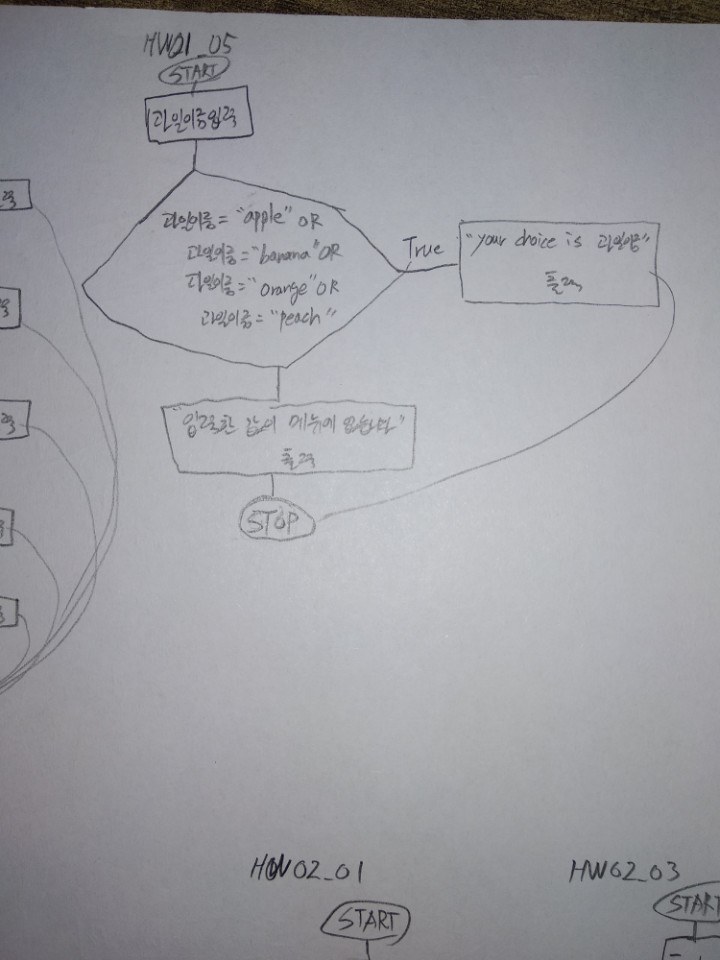 HW01_05
START
과일이름입력
과일이름="apple" OR
과일이름="banana" OR
과일이름="orange" OR
과일이름="peach"
True
"your choice is 과일이름"
출력
"입력한 값이 메뉴에 없습니다"
출력
STOP
HW02_01
START
HW02_03
START